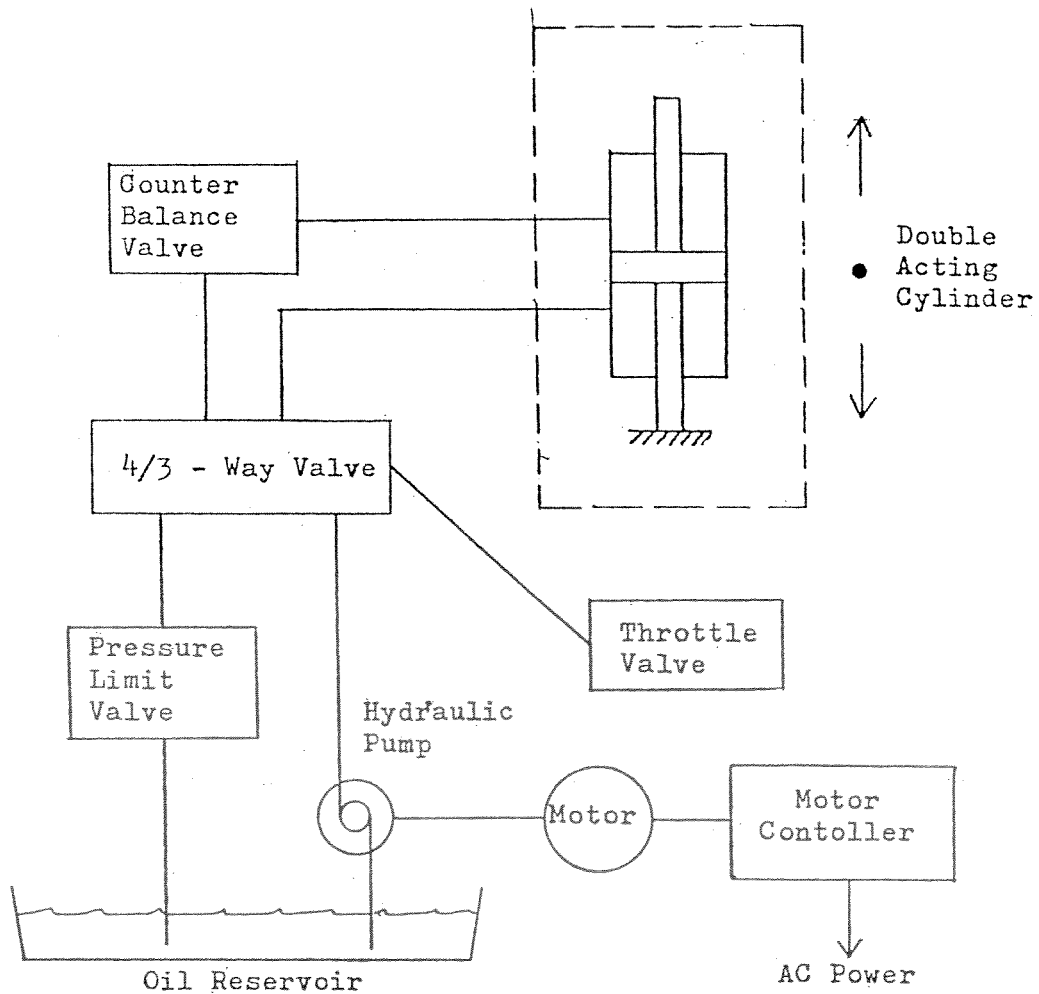 Counter
Balance
Valve
Double
Acting
Cylinder
4/3 - Way Valve
Throttle
Valve
Pressure
Limit
Valve
Hydraulic
Pump
Motor
Motor
Contoller
Oil Reservoir
AC Power